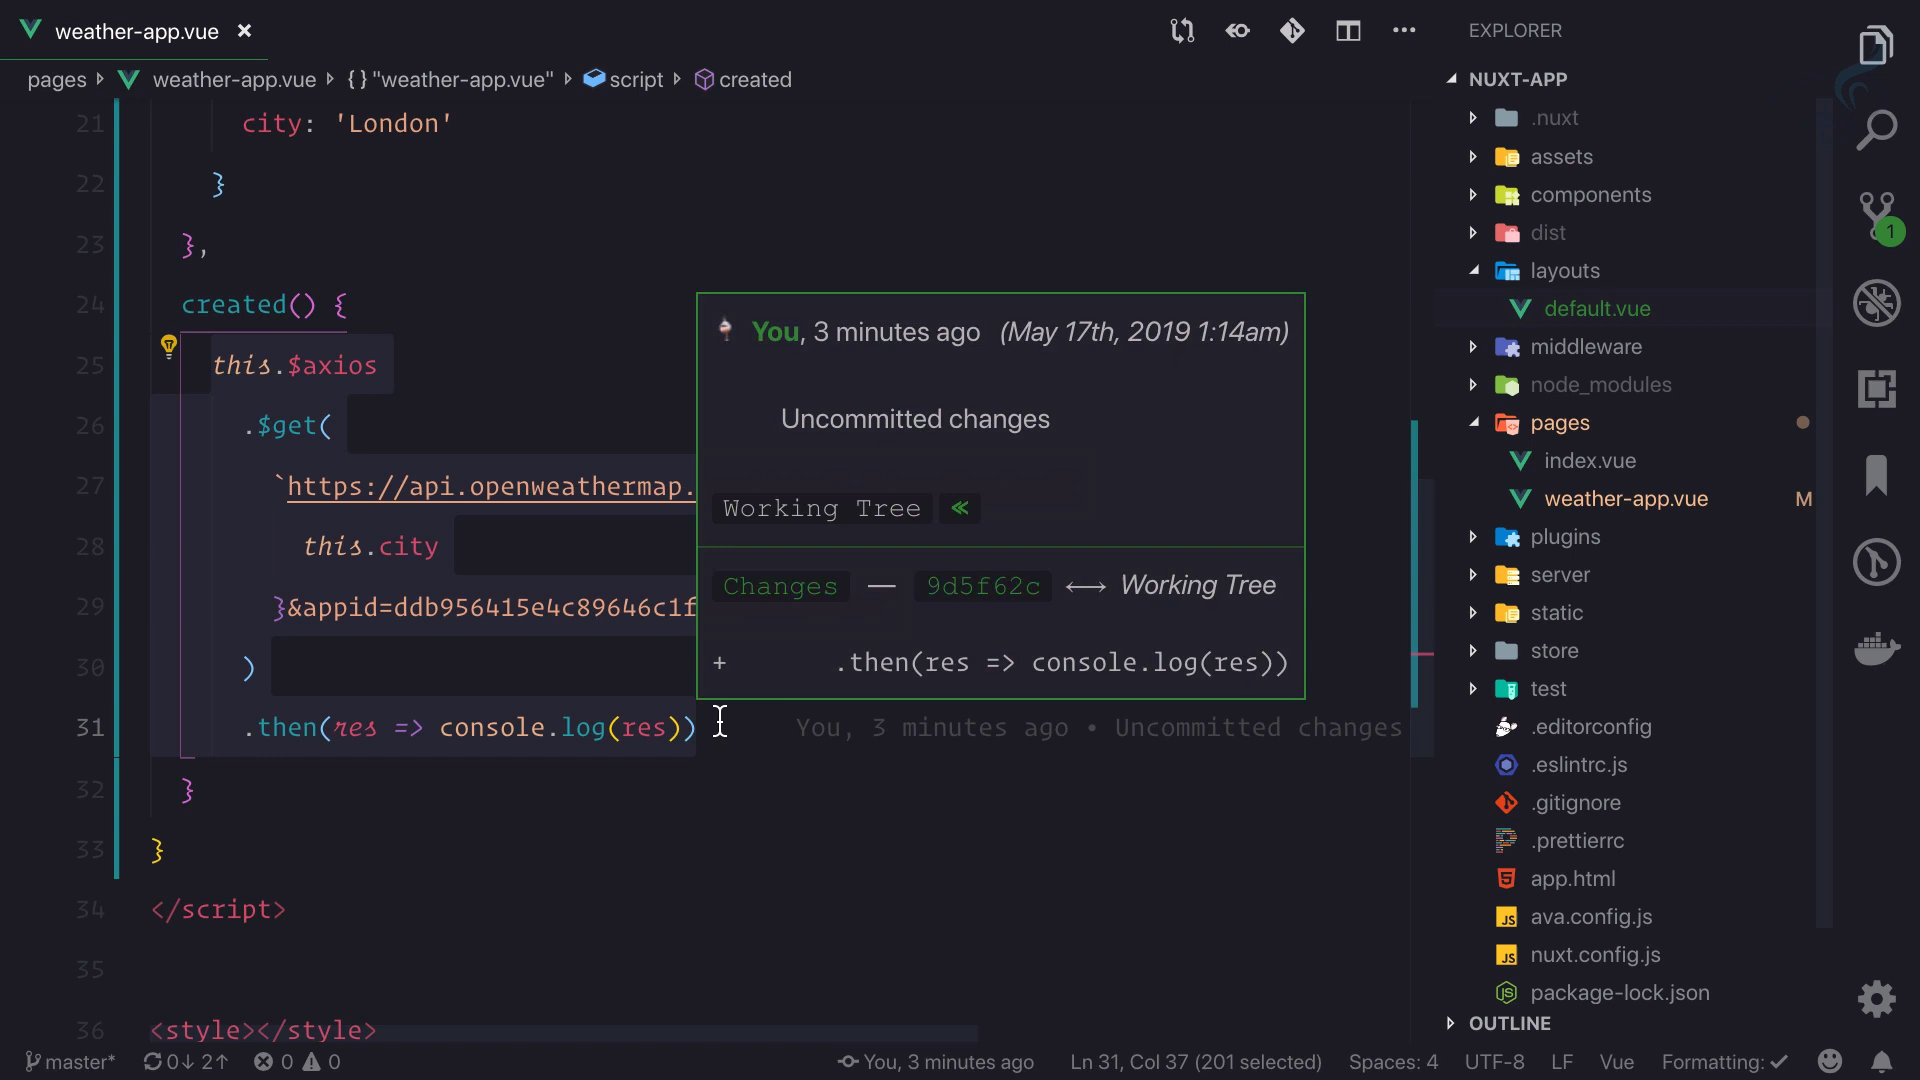 weather-app.vue
EXPLORER
pages weather-app.vue { } "weather-app.vue" script created
21 city: 'London'
22 }
23 },
24 created() {
25 this.$axios
26 .$get(
27 `https://api.openweathermap.
28 this.city
29 }&appid=ddb956415e4c89646c1f
30 )
31 .then(res => console.log(res)) You, 3 minutes ago • Uncommitted changes
32 }
33 }
34 </script>
35
36 <style></style>
You, 3 minutes ago (May 17th, 2019 1:14am)
Uncommitted changes
Working Tree
Changes — 9d5f62c ⟷ Working Tree
+ .then(res => console.log(res))
NUXT-APP
.nuxt
assets
components
dist
layouts
default.vue
middleware
node_modules
pages
index.vue
weather-app.vue M
plugins
server
static
store
test
.editorconfig
.eslintrc.js
.gitignore
.prettierrc
app.html
ava.config.js
nuxt.config.js
package-lock.json
OUTLINE
1
master* 0↓ 2↑ 0 0 You, 3 minutes ago Ln 31, Col 37 (201 selected) Spaces: 4 UTF-8 LF Vue Formatting: ✓